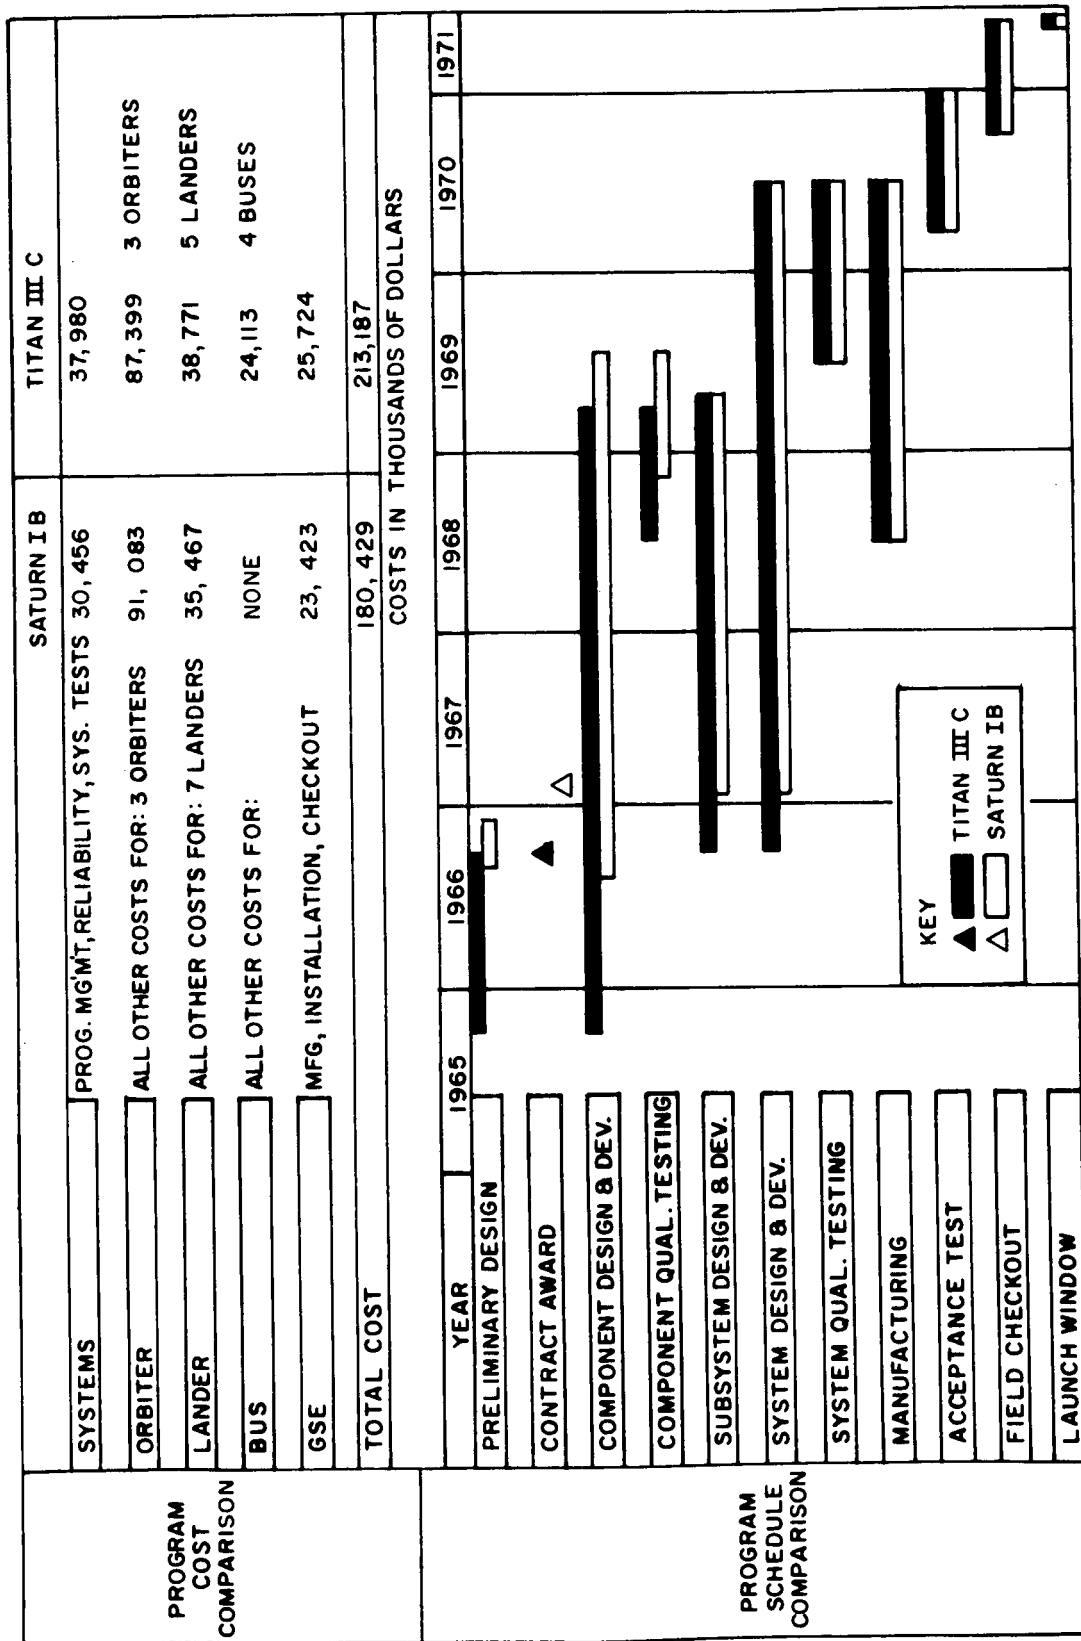 PROGRAM
COST
COMPARISON
SATURN IB
TITAN III C
SYSTEMS
PROG. MG'M'T, RELIABILITY, SYS. TESTS 30,456
37,980
ORBITER
ALL OTHER COSTS FOR: 3 ORBITERS 91, 083
87,399 3 ORBITERS
LANDER
ALL OTHER COSTS FOR: 7 LANDERS 35, 467
38,771 5 LANDERS
BUS
ALL OTHER COSTS FOR: NONE
24,113 4 BUSES
GSE
MFG, INSTALLATION, CHECKOUT 23, 423
25,724
TOTAL COST
180, 429
213,187
COSTS IN THOUSANDS OF DOLLARS
PROGRAM
SCHEDULE
COMPARISON
YEAR 1965 1966 1967 1968 1969 1970 1971
PRELIMINARY DESIGN
CONTRACT AWARD
COMPONENT DESIGN & DEV.
COMPONENT QUAL. TESTING
SUBSYSTEM DESIGN & DEV.
SYSTEM DESIGN & DEV.
SYSTEM QUAL. TESTING
MANUFACTURING
ACCEPTANCE TEST
FIELD CHECKOUT
LAUNCH WINDOW
KEY
TITAN III C
SATURN IB